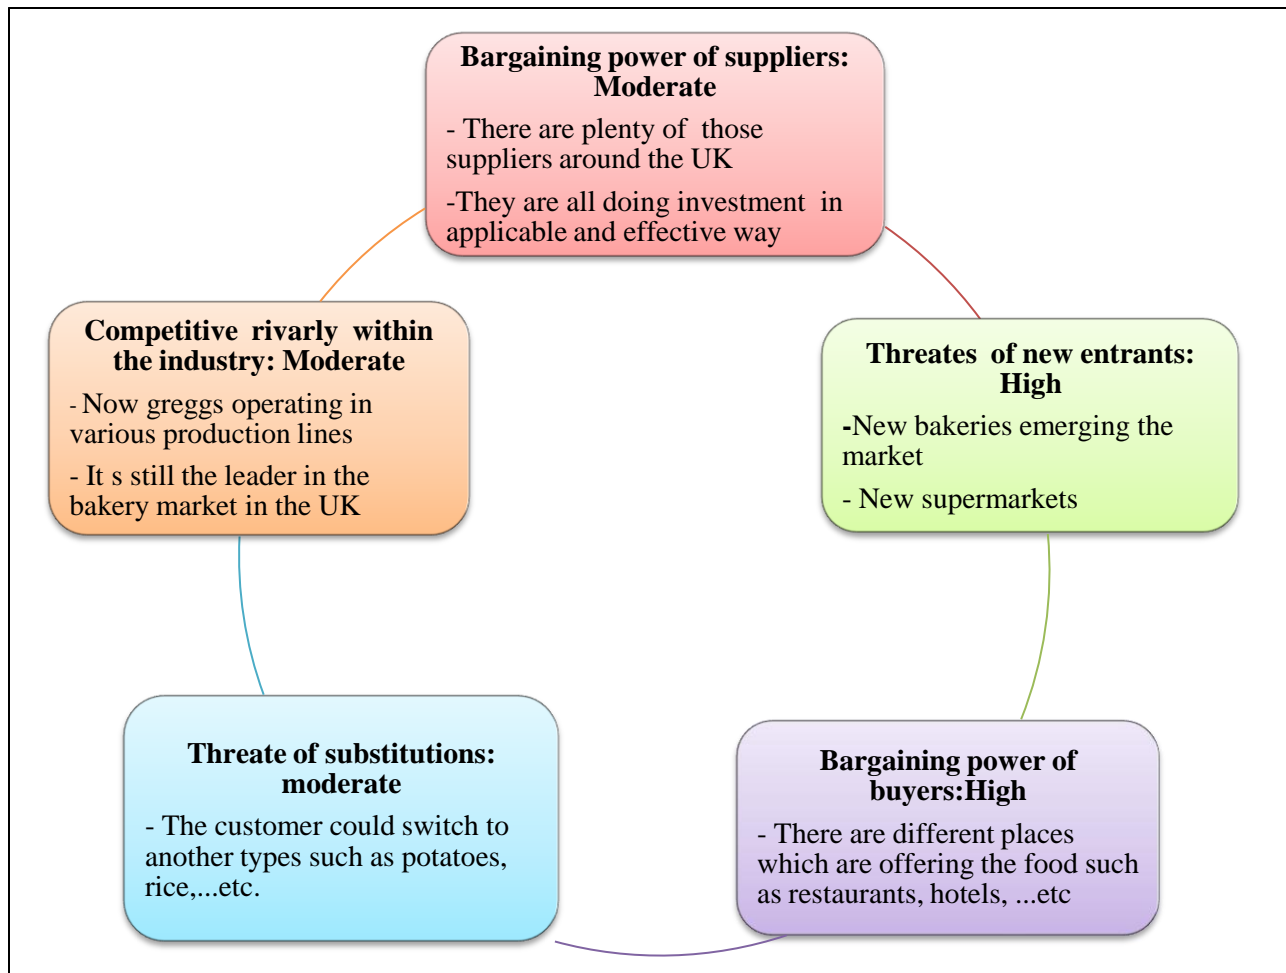 Bargaining power of suppliers:
Moderate
- There are plenty of those
suppliers around the UK
-They are all doing investment in
applicable and effective way
Threates of new entrants:
High
-New bakeries emerging the
market
- New supermarkets
Bargaining power of
buyers:High
- There are different places
which are offering the food such
as restaurants, hotels, ...etc
Threate of substitutions:
moderate
- The customer could switch to
another types such as potatoes,
rice,...etc.
Competitive rivarly within
the industry: Moderate
- Now greggs operating in
various production lines
- It s still the leader in the
bakery market in the UK